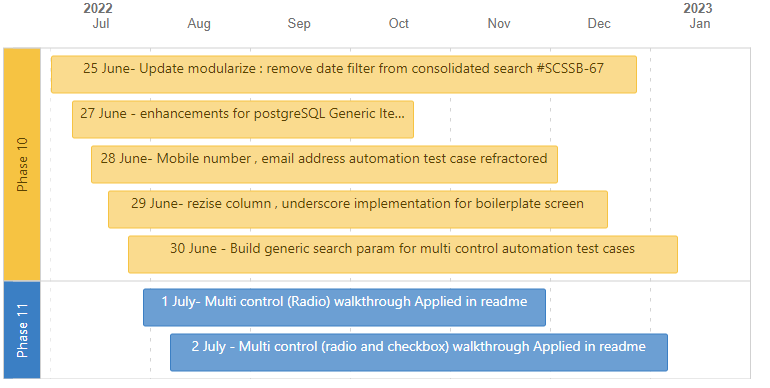 2022 2023
Jul Aug Sep Oct Nov Dec Jan
Phase 10
25 June- Update modularize : remove date filter from consolidated search #SCSSB-67
27 June - enhancements for postgreSQL Generic Ite...
28 June- Mobile number , email address automation test case refractored
29 June- rezise column , underscore implementation for boilerplate screen
30 June - Build generic search param for multi control automation test cases
Phase 11
1 July- Multi control (Radio) walkthrough Applied in readme
2 July - Multi control (radio and checkbox) walkthrough Applied in readme